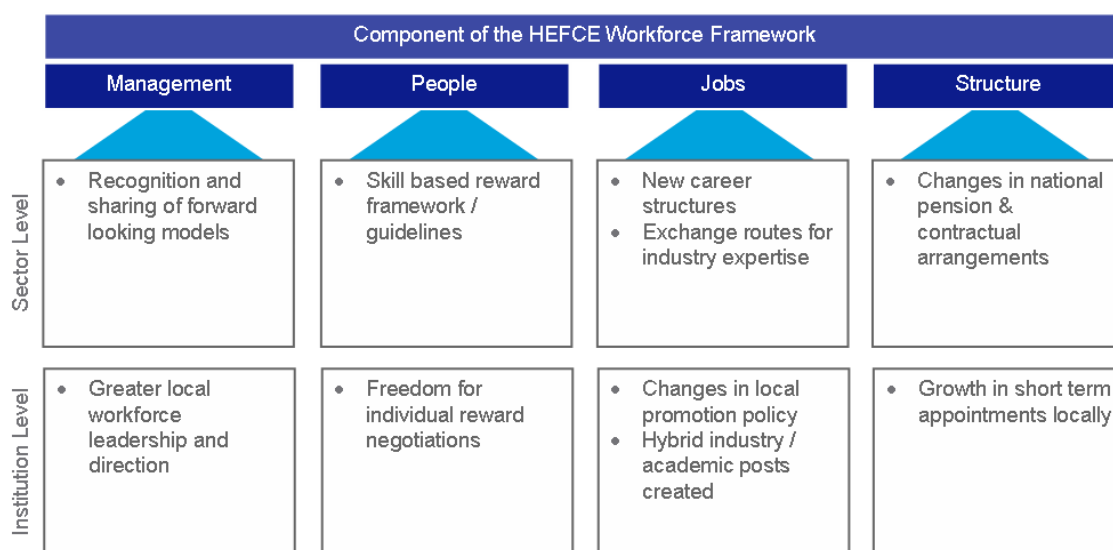 Component of the HEFCE Workforce Framework
Management
People
Jobs
Structure
Sector Level
• Recognition and
sharing of forward
looking models
• Skill based reward
framework /
guidelines
• New career
structures
• Exchange routes for
industry expertise
• Changes in national
pension &
contractual
arrangements
Institution Level
• Greater local
workforce
leadership and
direction
• Freedom for
individual reward
negotiations
• Changes in local
promotion policy
• Hybrid industry /
academic posts
created
• Growth in short term
appointments locally